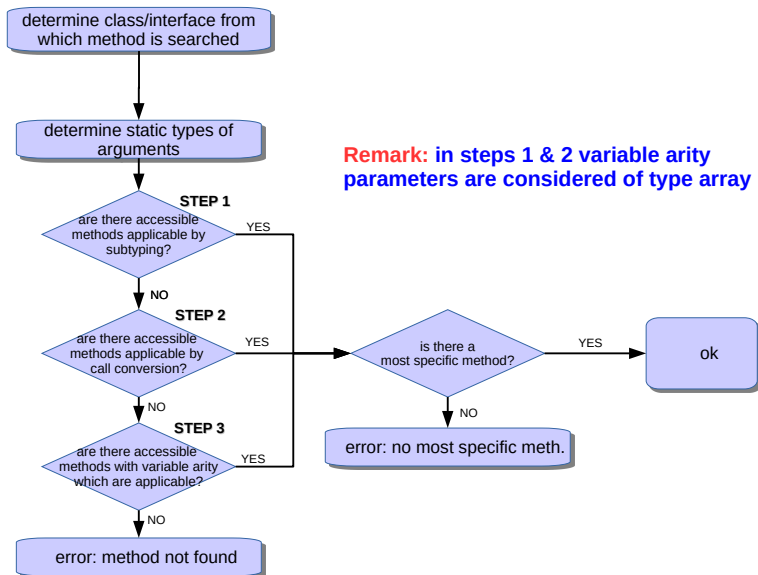 determine class/interface from
which method is searched
determine static types of
arguments
Remark: in steps 1 & 2 variable arity
parameters are considered of type array
STEP 1
are there accessible
methods applicable by
subtyping?
YES
NO
STEP 2
are there accessible
methods applicable by
call conversion?
YES
NO
STEP 3
are there accessible
methods with variable arity
which are applicable?
YES
NO
error: method not found
is there a
most specific method?
YES
ok
NO
error: no most specific meth.